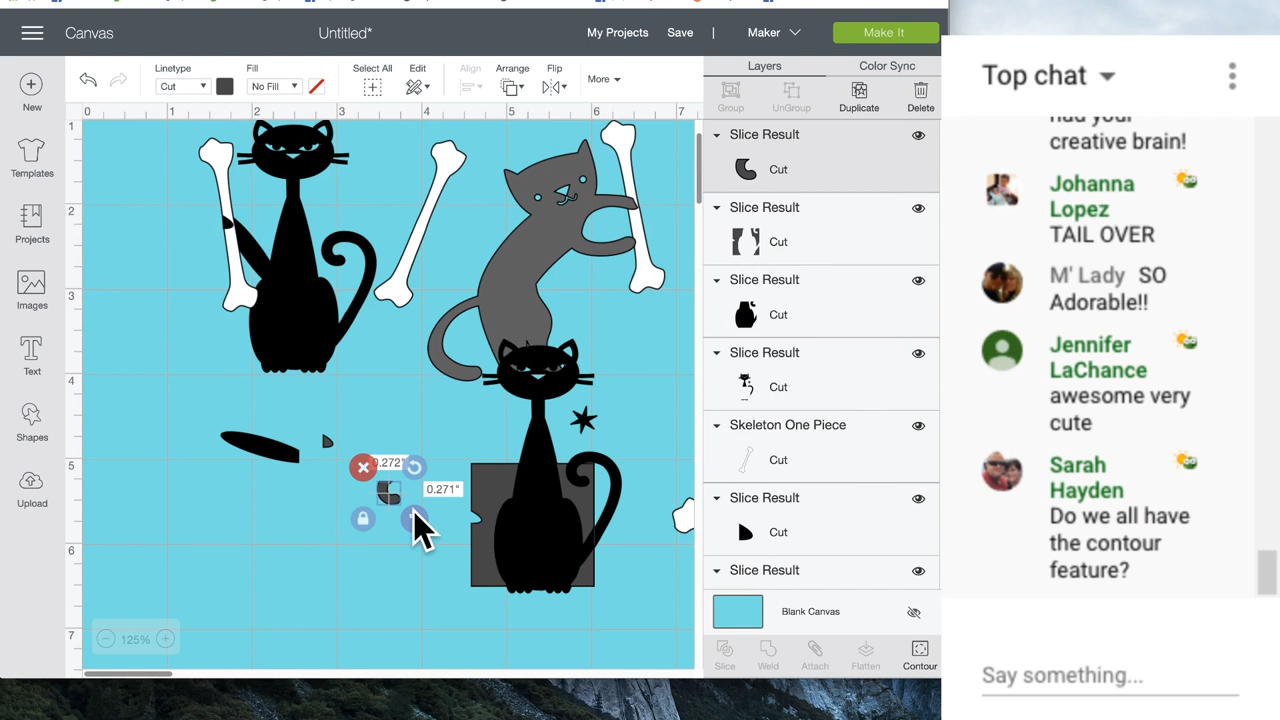 Canvas
Untitled*
My Projects
Save
|
Maker
Make It
Linetype
Cut
Fill
No Fill
Select All
Edit
Align
Arrange
Flip
More
Layers
Color Sync
Group
UnGroup
Duplicate
Delete
New
Templates
Projects
Images
Text
Shapes
Upload
0 1 2 3 4 5 6 7
1
2
3
4
5
6
7
0.272"
0.271"
125%
Slice Result
Cut
Slice Result
Cut
Slice Result
Cut
Slice Result
Cut
Skeleton One Piece
Cut
Slice Result
Cut
Slice Result
Blank Canvas
Slice
Weld
Attach
Flatten
Contour
Top chat
had your
creative brain!
Johanna
Lopez
TAIL OVER
M' Lady SO
Adorable!!
Jennifer
LaChance
awesome very
cute
Sarah
Hayden
Do we all have
the contour
feature?
Say something...